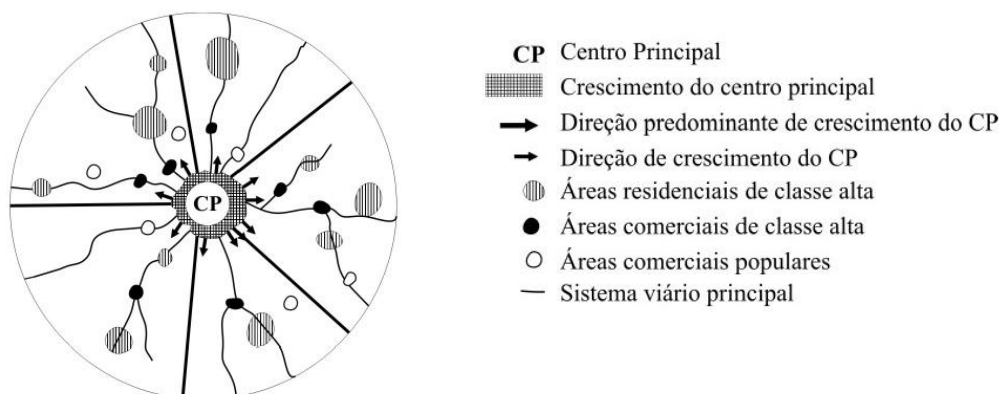 CP
CP Centro Principal
Crescimento do centro principal
Direção predominante de crescimento do CP
Direção de crescimento do CP
Áreas residenciais de classe alta
Áreas comerciais de classe alta
Áreas comerciais populares
Sistema viário principal